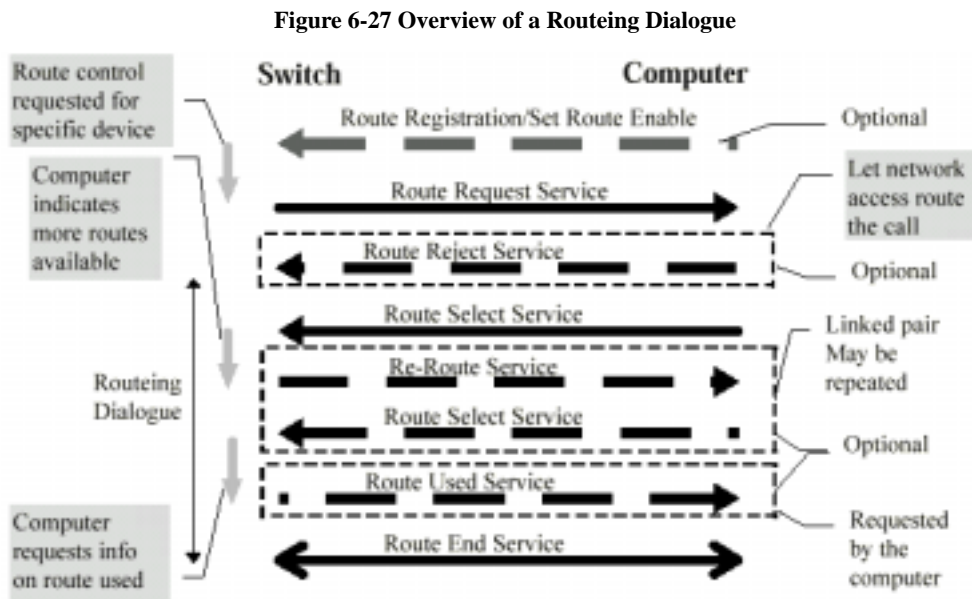 Figure 6-27 Overview of a Routeing Dialogue
Route control
requested for
specific device
Switch
Computer
Route Registration/Set Route Enable
Optional
Computer
indicates
more routes
available
Route Request Service
Let network
access route
the call
Route Reject Service
Optional
Route Select Service
Linked pair
May be
repeated
Re-Route Service
Routeing
Dialogue
Route Select Service
Optional
Route Used Service
Computer
requests info
on route used
Requested
by the
computer
Route End Service